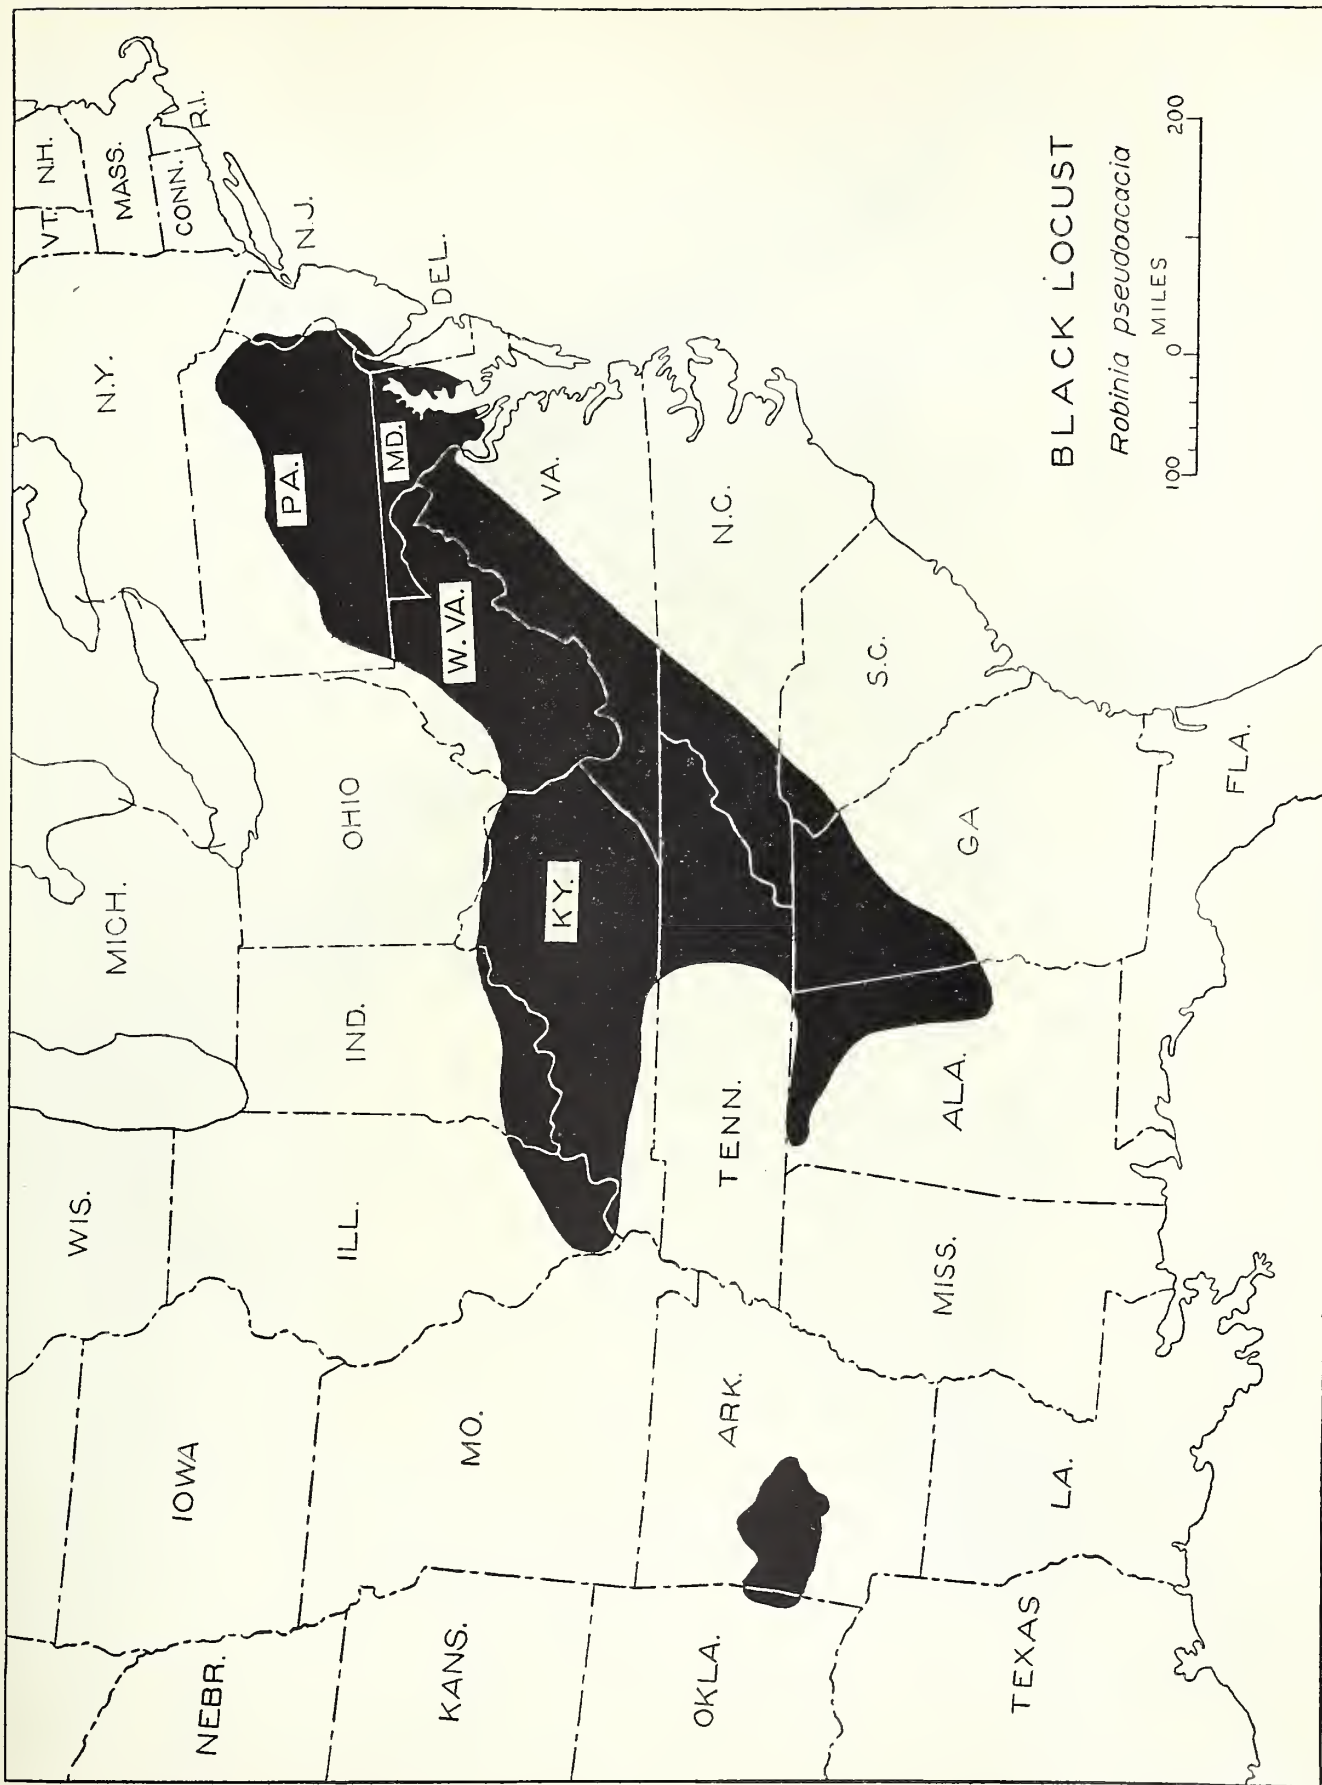 VT.
N.H.
MASS.
CONN.
R.I.
N.Y.
N.J.
DEL.
PA.
MD.
W. VA.
VA.
N.C.
S.C.
GA
FLA.
MICH.
OHIO
IND.
KY.
TENN.
ALA.
WIS.
ILL.
MISS.
IOWA
MO.
ARK.
LA.
NEBR.
KANS.
OKLA.
TEXAS
BLACK LOCUST
Robinia pseudoacacia
MILES
100 0 200